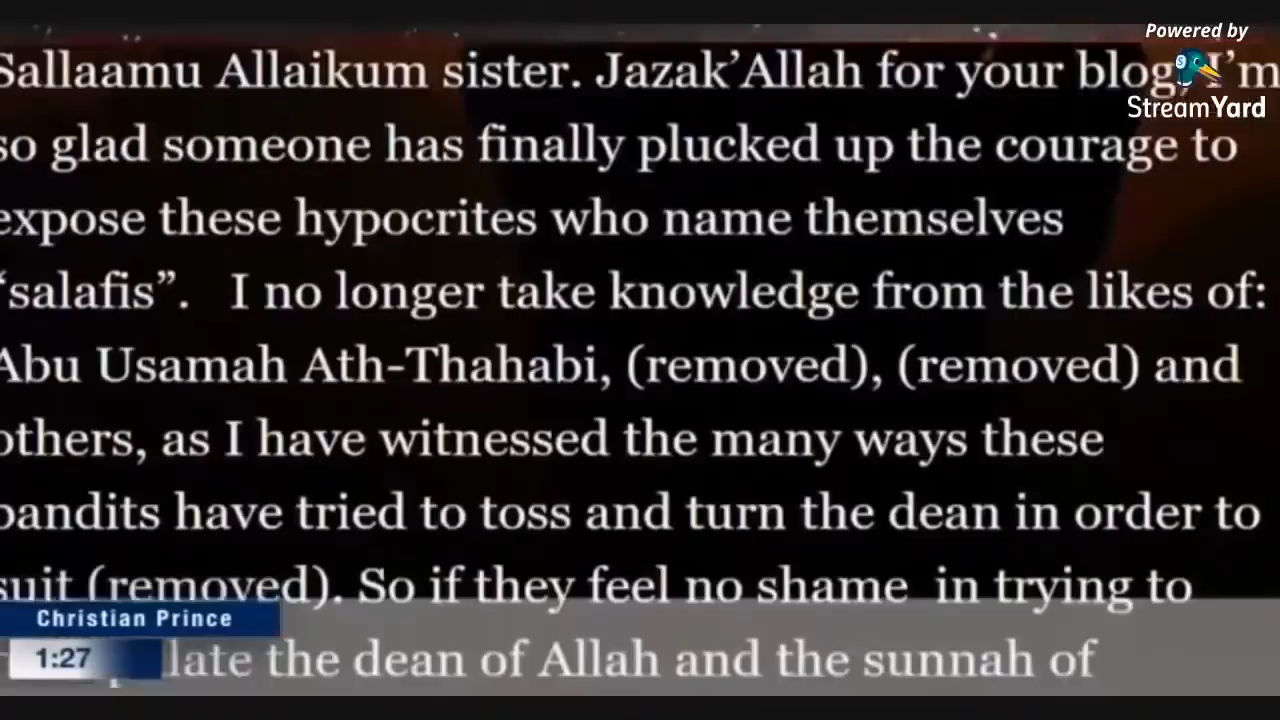 Powered by
StreamYard
Sallaamu Allaikum sister. Jazak’Allah for your blog, I’m
so glad someone has finally plucked up the courage to
expose these hypocrites who name themselves
“salafis”. I no longer take knowledge from the likes of:
Abu Usamah Ath-Thahabi, (removed), (removed) and
others, as I have witnessed the many ways these
bandits have tried to toss and turn the dean in order to
suit (removed). So if they feel no shame in trying to
the dean of Allah and the sunnah of
Christian Prince
1:27